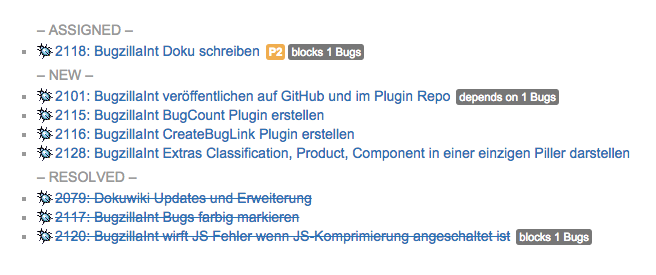 – ASSIGNED –
2118: BugzillaInt Doku schreiben P2 blocks 1 Bugs
– NEW –
2101: BugzillaInt veröffentlichen auf GitHub und im Plugin Repo depends on 1 Bugs
2115: BugzillaInt BugCount Plugin erstellen
2116: BugzillaInt CreateBugLink Plugin erstellen
2128: BugzillaInt Extras Classification, Product, Component in einer einzigen Piller darstellen
– RESOLVED –
2079: Dokuwiki Updates und Erweiterung
2117: BugzillaInt Bugs farbig markieren
2120: BugzillaInt wirft JS Fehler wenn JS-Komprimierung angeschaltet ist blocks 1 Bugs